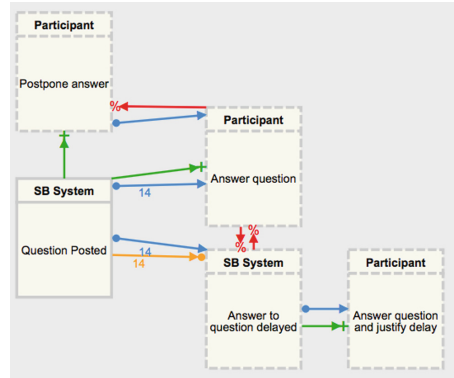 Participant
Postpone answer
%
Participant
SB System
Answer question
14
Question Posted
%
%
14
14
SB System
Participant
Answer to
question delayed
Answer question
and justify delay